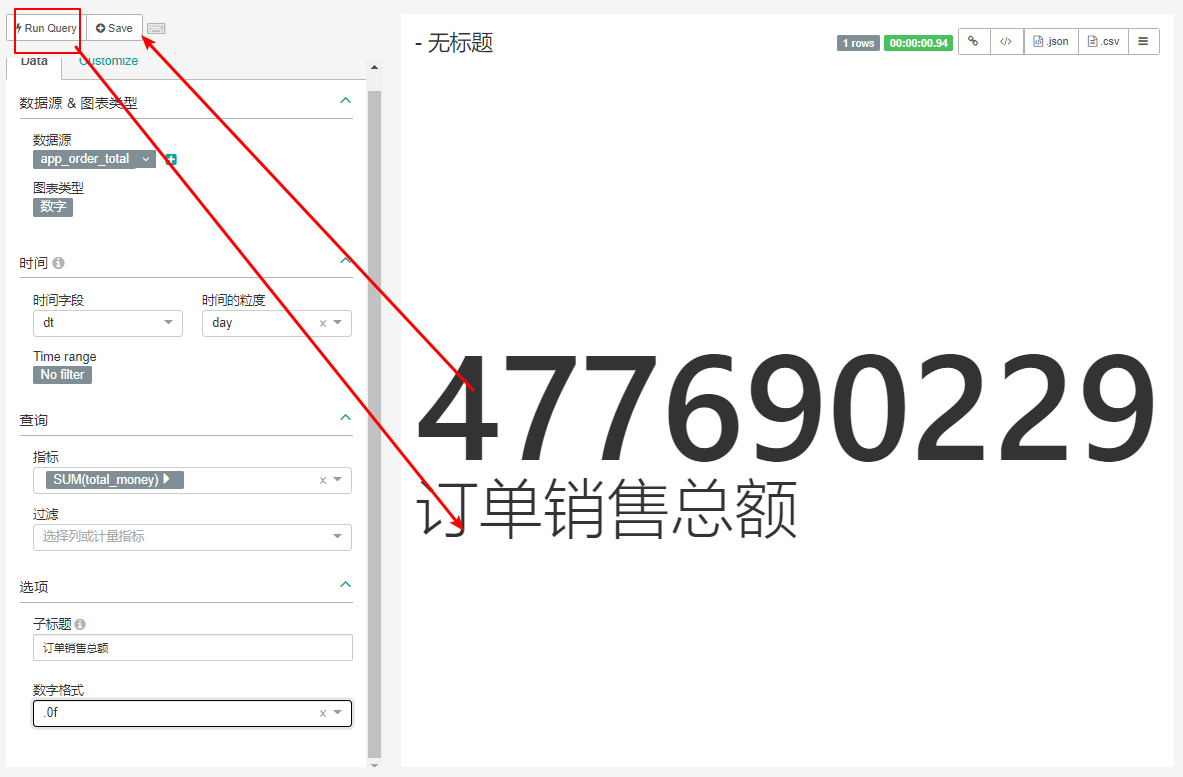 Run Query
Save
Data
Customize
数据源 & 图表类型
数据源
app_order_total
图表类型
数字
时间
时间字段
时间的粒度
dt
day
Time range
No filter
查询
指标
SUM(total_money)
过滤
选择列或计量指标
选项
子标题
订单销售总额
数字格式
.0f
- 无标题
1 rows
00:00:00.94
.json
.csv
477690229
订单销售总额